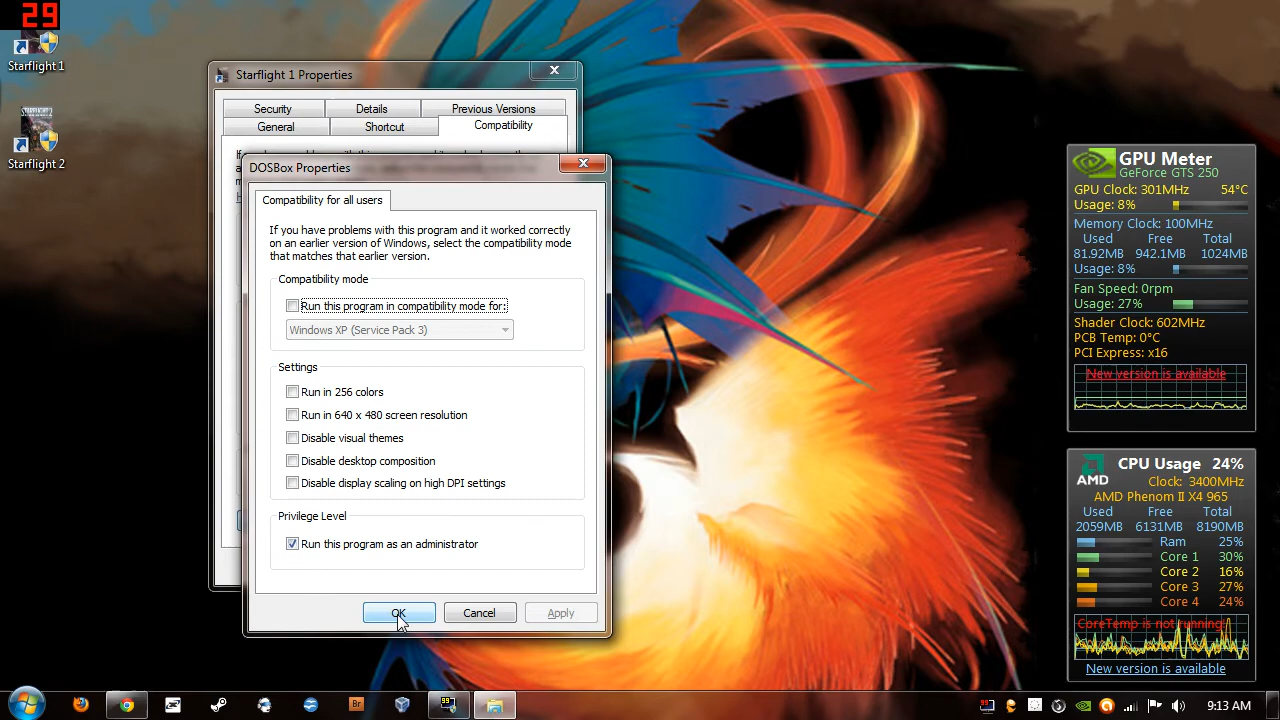 29
Starflight 1
Starflight 2
Starflight 1 Properties
Security
Details
Previous Versions
General
Shortcut
Compatibility
DOSBox Properties
Compatibility for all users
If you have problems with this program and it worked correctly
on an earlier version of Windows, select the compatibility mode
that matches that earlier version.
Compatibility mode
Run this program in compatibility mode for:
Windows XP (Service Pack 3)
Settings
Run in 256 colors
Run in 640 x 480 screen resolution
Disable visual themes
Disable desktop composition
Disable display scaling on high DPI settings
Privilege Level
Run this program as an administrator
OK
Cancel
Apply
GPU Meter
GeForce GTS 250
GPU Clock: 301MHz 54°C
Usage: 8%
Memory Clock: 100MHz
Used Free Total
81.92MB 942.1MB 1024MB
Usage: 8%
Fan Speed: 0rpm
Usage: 27%
Shader Clock: 602MHz
PCB Temp: 0°C
PCI Express: x16
New version is available
AMD
CPU Usage 24%
Clock: 3400MHz
AMD Phenom II X4 965
Used Free Total
2059MB 6131MB 8190MB
Ram 25%
Core 1 30%
Core 2 16%
Core 3 27%
Core 4 24%
CoreTemp is not running!
New version is available
Br
9:13 AM